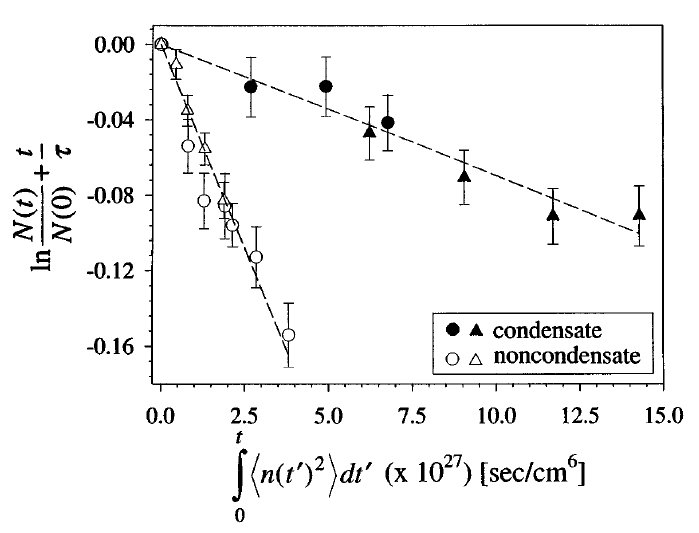 0.00
-0.04
-0.08
-0.12
-0.16
ln N(t)/N(0) + t/τ
0.0 2.5 5.0 7.5 10.0 12.5 15.0
∫₀ᵗ ⟨n(t′)²⟩dt′ (x 10²⁷) [sec/cm⁶]
condensate
noncondensate